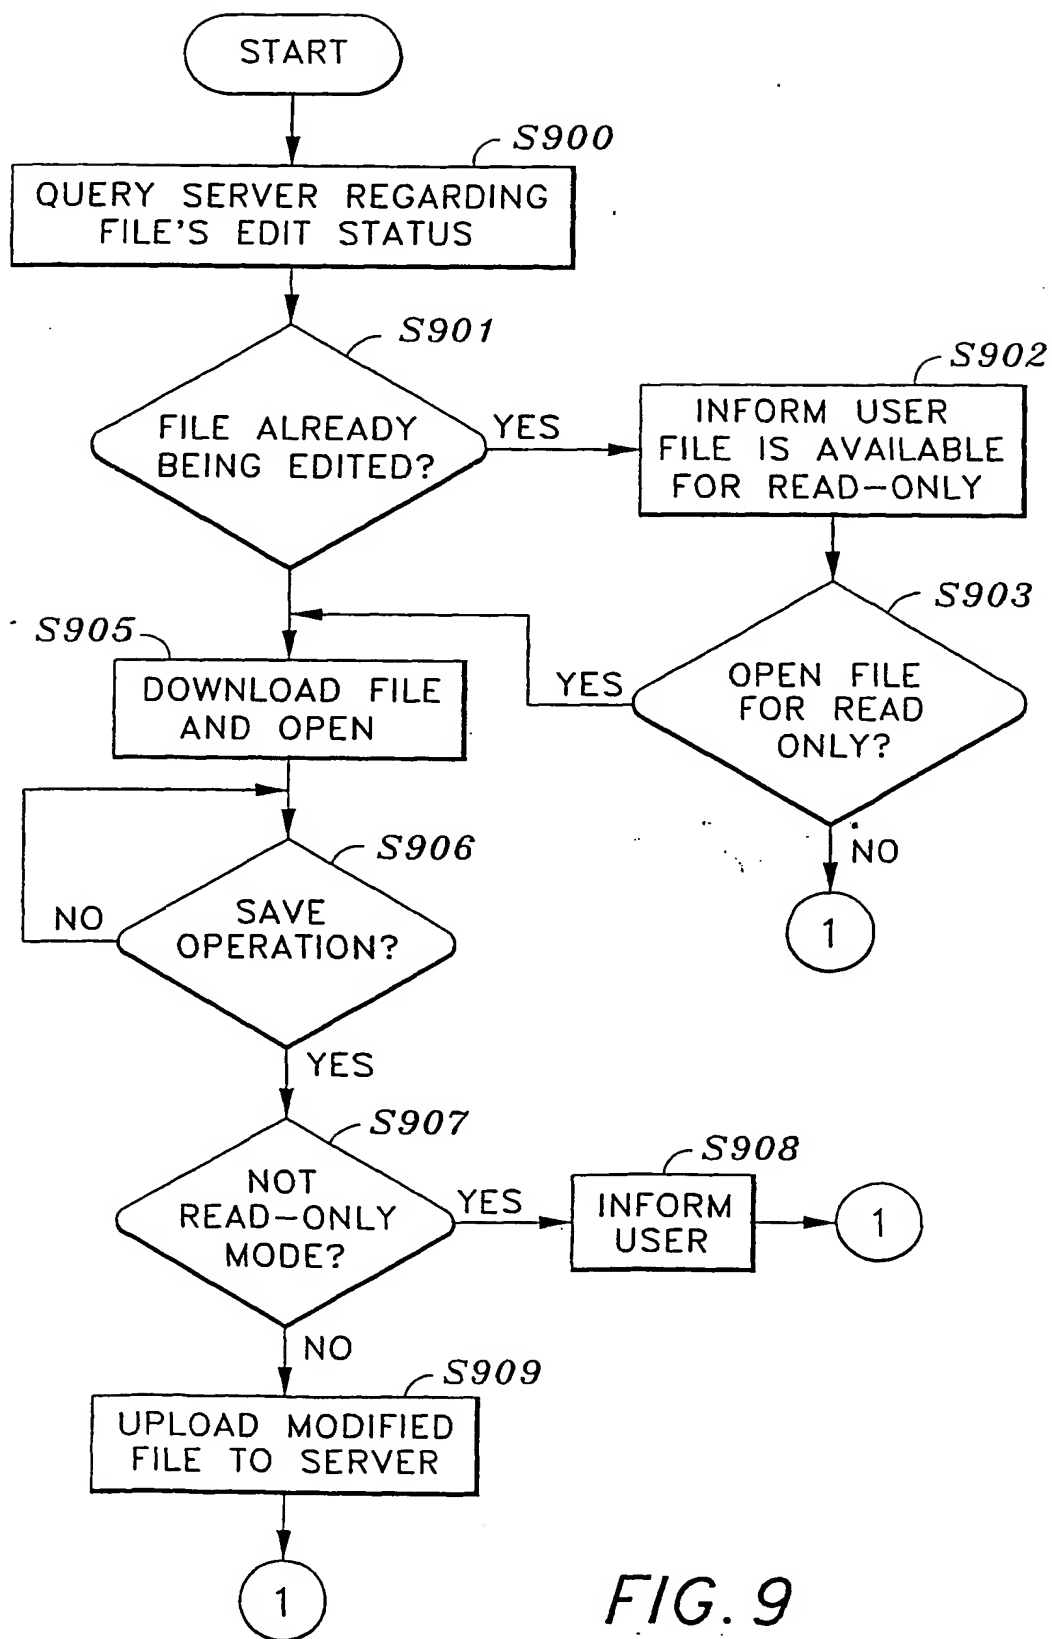 START
S900
QUERY SERVER REGARDING
FILE'S EDIT STATUS
S901
FILE ALREADY
BEING EDITED?
YES
S902
INFORM USER
FILE IS AVAILABLE
FOR READ-ONLY
S903
OPEN FILE
FOR READ
ONLY?
YES
NO
1
S905
DOWNLOAD FILE
AND OPEN
S906
SAVE
OPERATION?
NO
YES
S907
NOT
READ-ONLY
MODE?
YES
S908
INFORM
USER
1
NO
S909
UPLOAD MODIFIED
FILE TO SERVER
1
FIG. 9